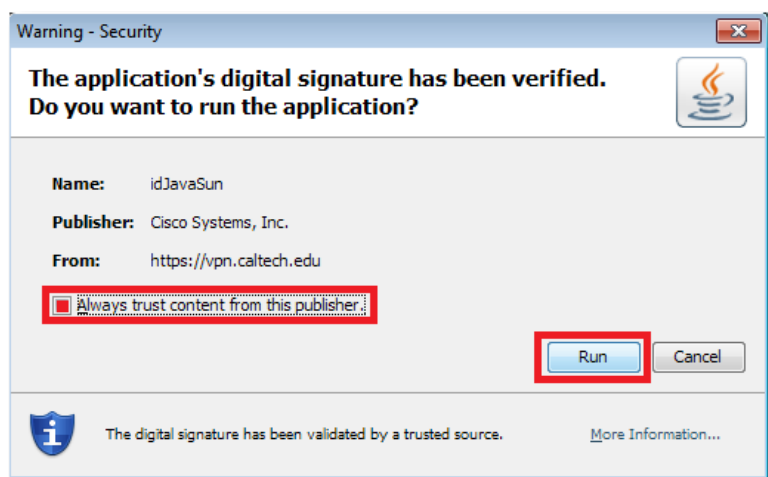 Warning - Security
The application's digital signature has been verified.
Do you want to run the application?
Name: idJavaSun
Publisher: Cisco Systems, Inc.
From: https://vpn.caltech.edu
Always trust content from this publisher.
Run Cancel
The digital signature has been validated by a trusted source. More Information...